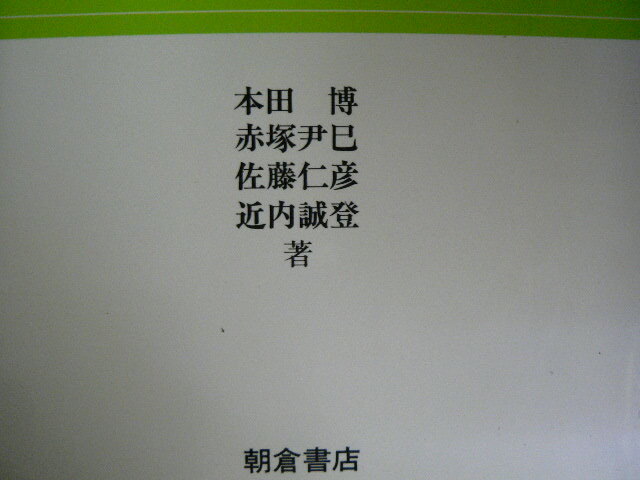 本田　博
赤塚尹巳
佐藤仁彦
近内誠登
著
朝倉書店